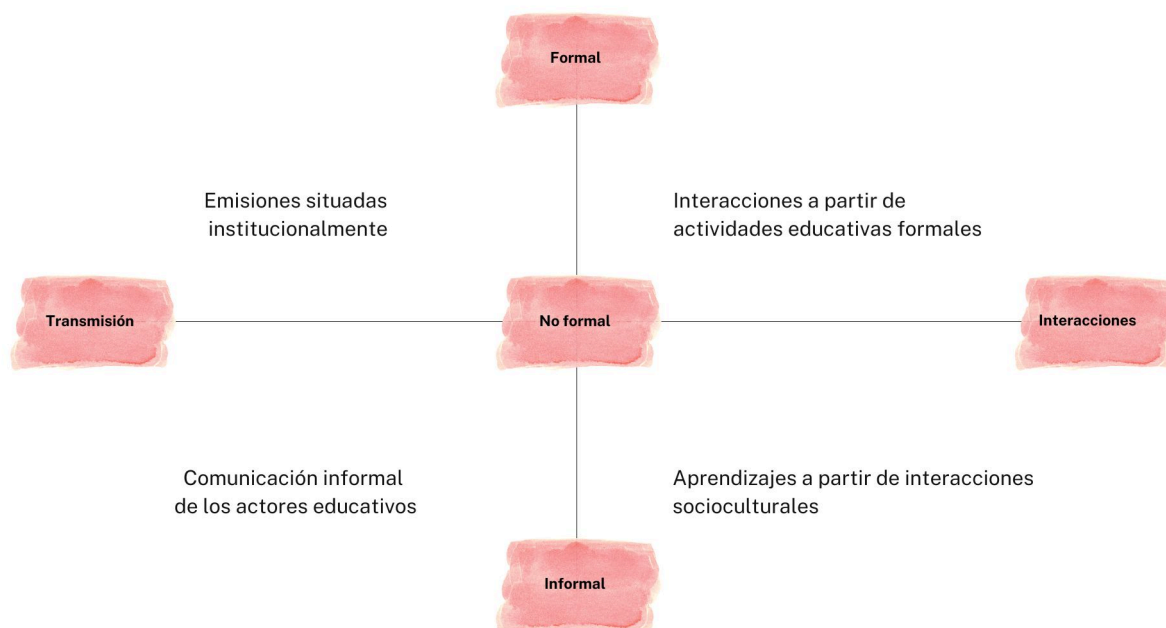 Formal
Emisiones situadas
institucionalmente
Interacciones a partir de
actividades educativas formales
Transmisión
No formal
Interacciones
Comunicación informal
de los actores educativos
Aprendizajes a partir de interacciones
socioculturales
Informal